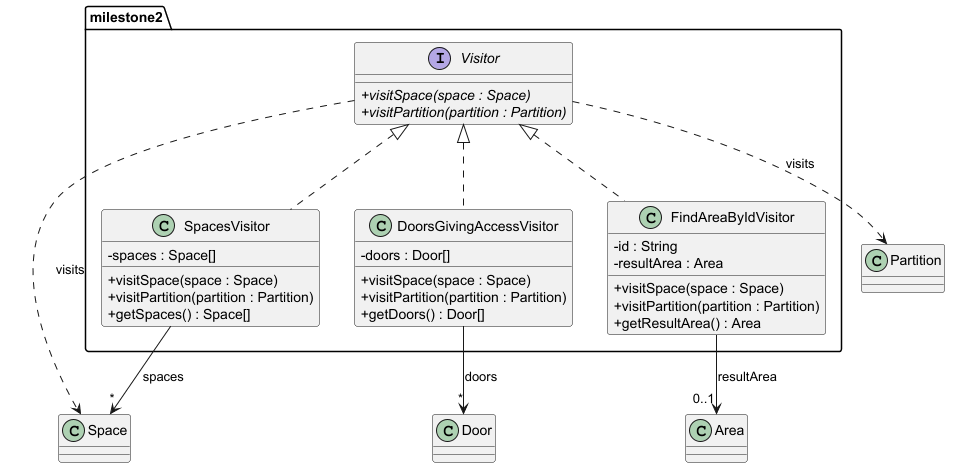 milestone2
I Visitor
+visitSpace(space : Space)
+visitPartition(partition : Partition)
visits
C SpacesVisitor
-spaces : Space[]
+visitSpace(space : Space)
+visitPartition(partition : Partition)
+getSpaces() : Space[]
C DoorsGivingAccessVisitor
-doors : Door[]
+visitSpace(space : Space)
+visitPartition(partition : Partition)
+getDoors() : Door[]
C FindAreaByIdVisitor
-id : String
-resultArea : Area
+visitSpace(space : Space)
+visitPartition(partition : Partition)
+getResultArea() : Area
C Partition
visits
spaces
*
doors
*
resultArea
0..1
C Space
C Door
C Area